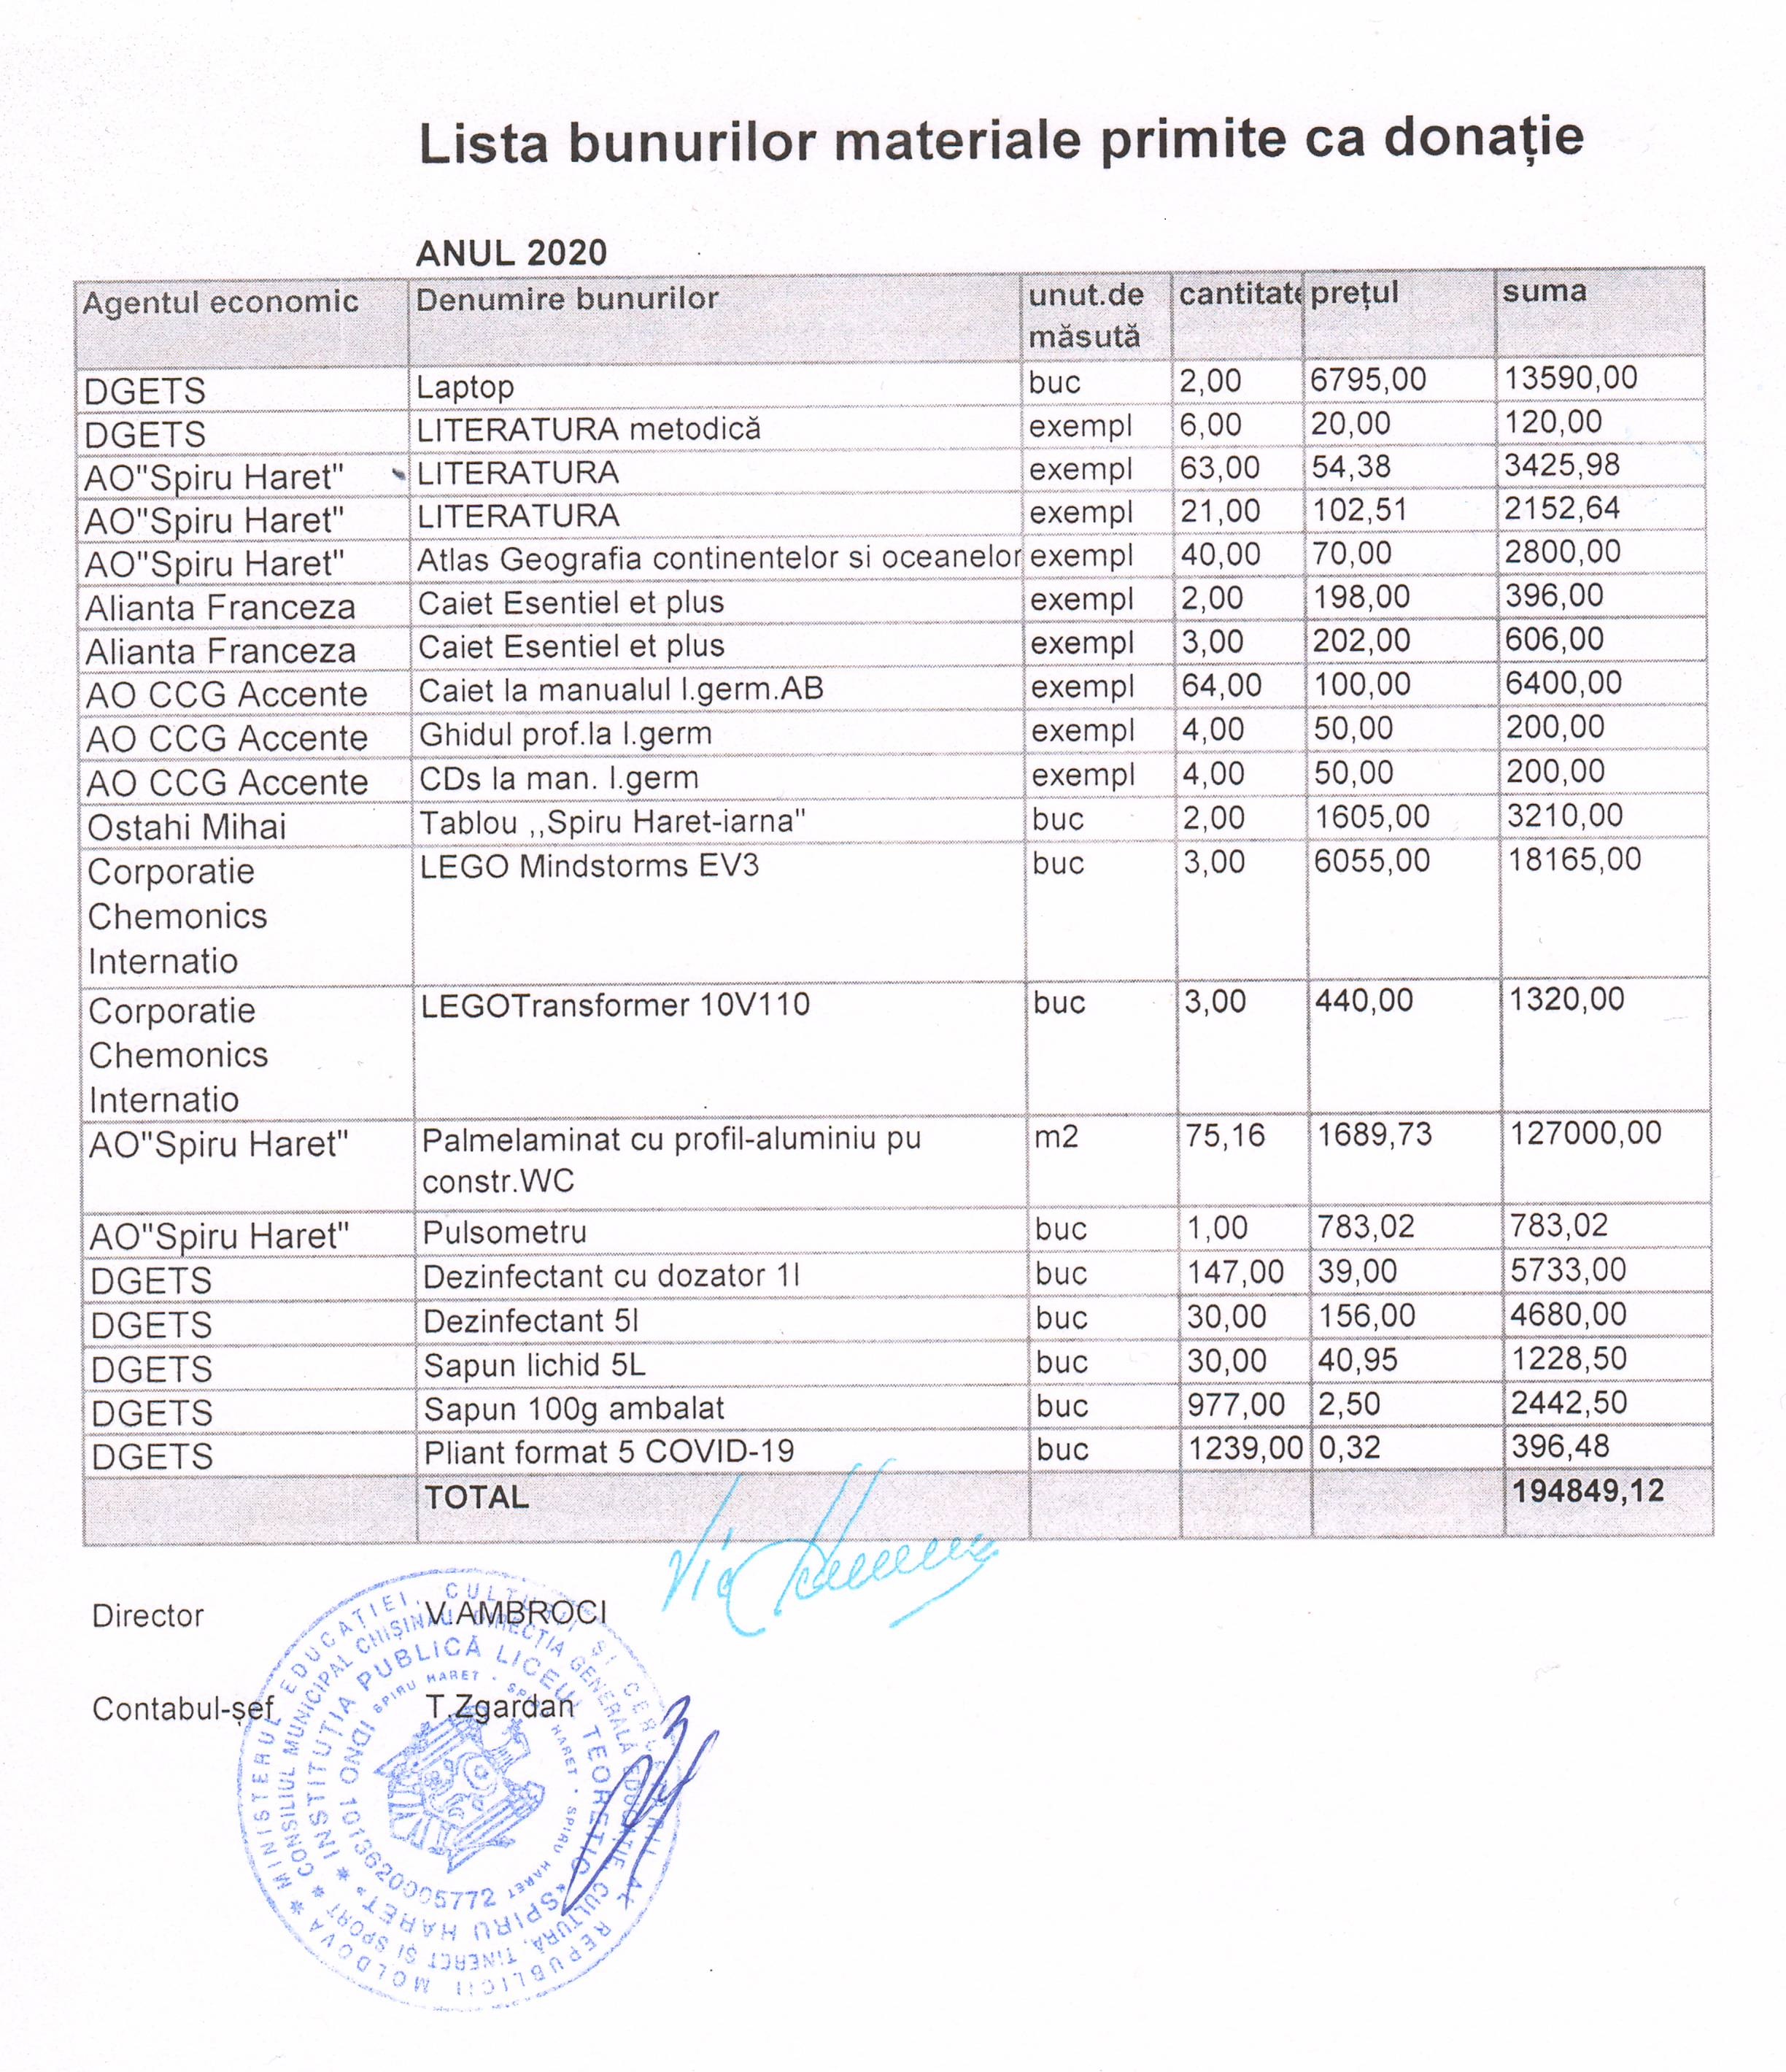 Lista bunurilor materiale primite ca donație
ANUL 2020
Agentul economic Denumire bunurilor unut.de măsută cantitate prețul suma
DGETS Laptop buc 2,00 6795,00 13590,00
DGETS LITERATURA metodică exempl 6,00 20,00 120,00
AO"Spiru Haret" LITERATURA exempl 63,00 54,38 3425,98
AO"Spiru Haret" LITERATURA exempl 21,00 102,51 2152,64
AO"Spiru Haret" Atlas Geografia continentelor si oceanelor exempl 40,00 70,00 2800,00
Alianta Franceza Caiet Esentiel et plus exempl 2,00 198,00 396,00
Alianta Franceza Caiet Esentiel et plus exempl 3,00 202,00 606,00
AO CCG Accente Caiet la manualul l.germ.AB exempl 64,00 100,00 6400,00
AO CCG Accente Ghidul prof.la l.germ exempl 4,00 50,00 200,00
AO CCG Accente CDs la man. l.germ exempl 4,00 50,00 200,00
Ostahi Mihai Tablou ,,Spiru Haret-iarna" buc 2,00 1605,00 3210,00
Corporatie Chemonics Internatio LEGO Mindstorms EV3 buc 3,00 6055,00 18165,00
Corporatie Chemonics Internatio LEGOTransformer 10V110 buc 3,00 440,00 1320,00
AO"Spiru Haret" Palmelaminat cu profil-aluminiu pu constr.WC m2 75,16 1689,73 127000,00
AO"Spiru Haret" Pulsometru buc 1,00 783,02 783,02
DGETS Dezinfectant cu dozator 1l buc 147,00 39,00 5733,00
DGETS Dezinfectant 5l buc 30,00 156,00 4680,00
DGETS Sapun lichid 5L buc 30,00 40,95 1228,50
DGETS Sapun 100g ambalat buc 977,00 2,50 2442,50
DGETS Pliant format 5 COVID-19 buc 1239,00 0,32 396,48
TOTAL 194849,12
Director V.AMBROCI
Contabul-șef T.Zgardan
* MINISTERUL EDUCAȚIEI, CULTURII ȘI CERCETĂRII AL REPUBLICII MOLDOVA
* CONSILIUL MUNICIPAL CHIȘINĂU DIRECȚIA GENERALĂ EDUCAȚIE, CULTURĂ, TINERET ȘI SPORT
* INSTITUȚIA PUBLICĂ LICEUL TEORETIC «SPIRU HARET»
IDNO 1013620005772
SPIRU HARET · SPIRU HARET · SPIRU HARET